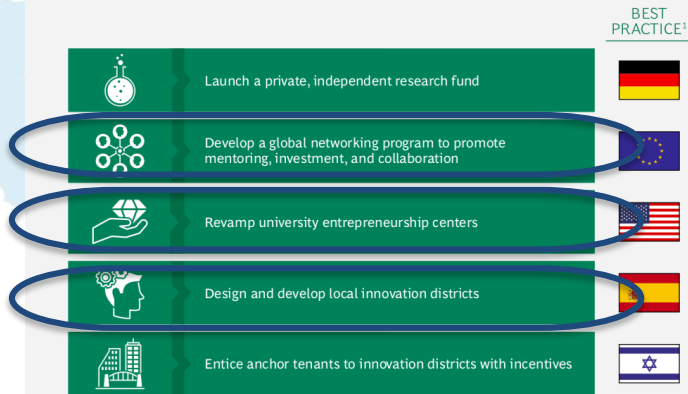 BEST
PRACTICE¹
Launch a private, independent research fund
Develop a global networking program to promote
mentoring, investment, and collaboration
Revamp university entrepreneurship centers
Design and develop local innovation districts
Entice anchor tenants to innovation districts with incentives